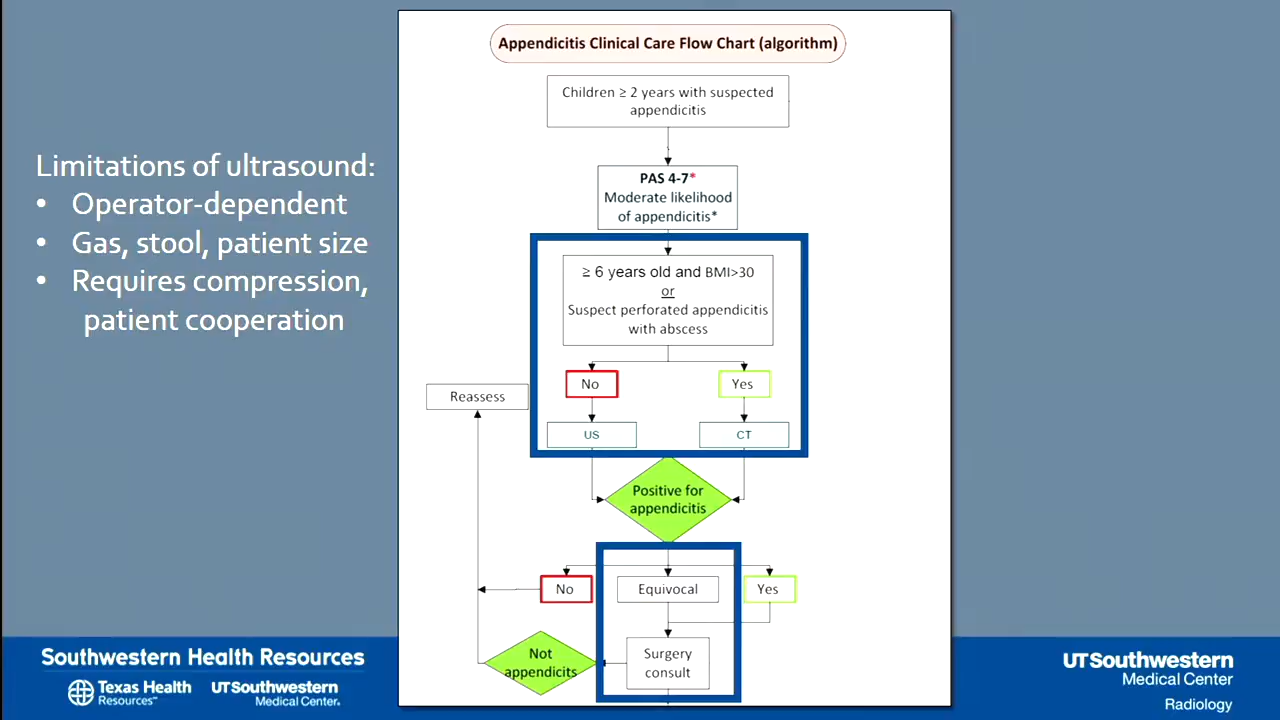 Appendicitis Clinical Care Flow Chart (algorithm)
Children ≥ 2 years with suspected
appendicitis
Limitations of ultrasound:
• Operator-dependent
• Gas, stool, patient size
• Requires compression,
patient cooperation
PAS 4-7*
Moderate likelihood
of appendicitis*
≥ 6 years old and BMI>30
or
Suspect perforated appendicitis
with abscess
No
Yes
Reassess
US
CT
Positive for
appendicitis
No
Equivocal
Yes
Not
appendicits
Surgery
consult
Southwestern Health Resources
Texas Health
Resources™
UTSouthwestern
Medical Center.
UTSouthwestern
Medical Center
Radiology